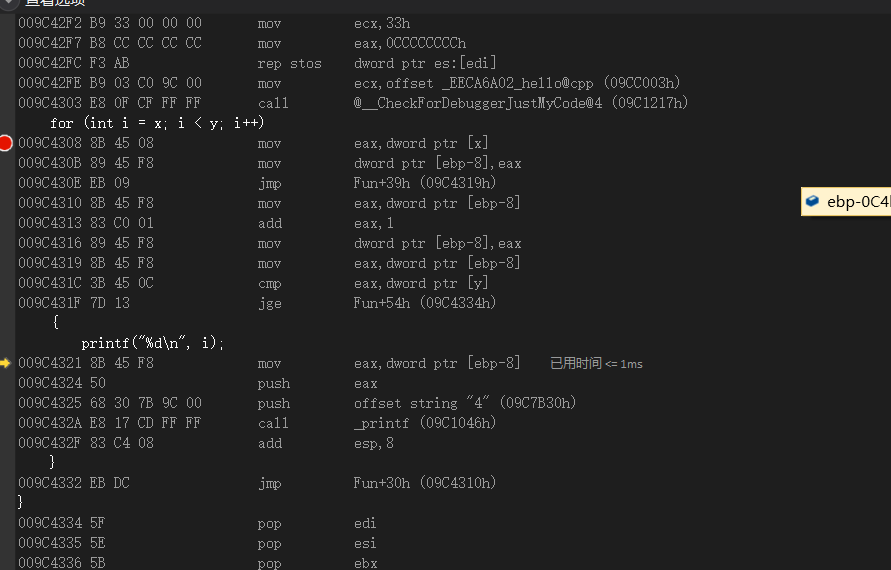 查看选项
009C42F2 B9 33 00 00 00 mov ecx,33h
009C42F7 B8 CC CC CC CC mov eax,0CCCCCCCCh
009C42FC F3 AB rep stos dword ptr es:[edi]
009C42FE B9 03 C0 9C 00 mov ecx,offset _EECA6A02_hello@cpp (09CC003h)
009C4303 E8 0F CF FF FF call @__CheckForDebuggerJustMyCode@4 (09C1217h)
for (int i = x; i < y; i++)
009C4308 8B 45 08 mov eax,dword ptr [x]
009C430B 89 45 F8 mov dword ptr [ebp-8],eax
009C430E EB 09 jmp Fun+39h (09C4319h)
009C4310 8B 45 F8 mov eax,dword ptr [ebp-8]
ebp-0C4
009C4313 83 C0 01 add eax,1
009C4316 89 45 F8 mov dword ptr [ebp-8],eax
009C4319 8B 45 F8 mov eax,dword ptr [ebp-8]
009C431C 3B 45 0C cmp eax,dword ptr [y]
009C431F 7D 13 jge Fun+54h (09C4334h)
{
printf("%d\n", i);
009C4321 8B 45 F8 mov eax,dword ptr [ebp-8] 已用时间 <= 1ms
009C4324 50 push eax
009C4325 68 30 7B 9C 00 push offset string "4" (09C7B30h)
009C432A E8 17 CD FF FF call _printf (09C1046h)
009C432F 83 C4 08 add esp,8
}
009C4332 EB DC jmp Fun+30h (09C4310h)
}
009C4334 5F pop edi
009C4335 5E pop esi
009C4336 5B pop ebx